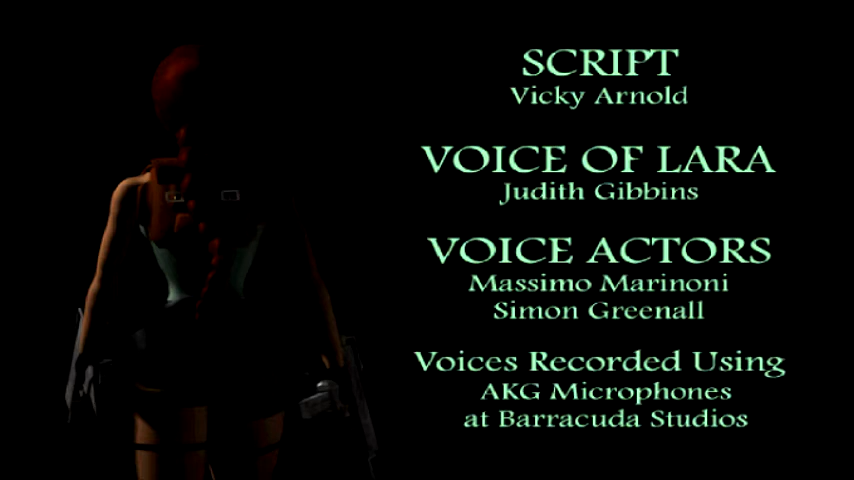 SCRIPT
Vicky Arnold
VOICE OF LARA
Judith Gibbins
VOICE ACTORS
Massimo Marinoni
Simon Greenall
Voices Recorded Using
AKG Microphones
at Barracuda Studios